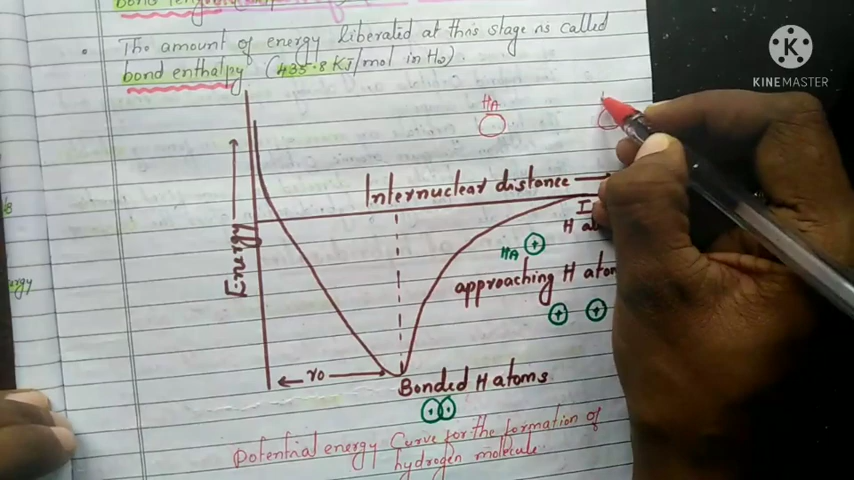 The amount of energy liberated at this stage is called
bond enthalpy (435.8 KJ/mol in H2).
KINEMASTER
HA
Internuclear distance
Energy
HA
approaching H atom
r0
Bonded H atoms
potential energy Curve for the formation of
hydrogen molecule.